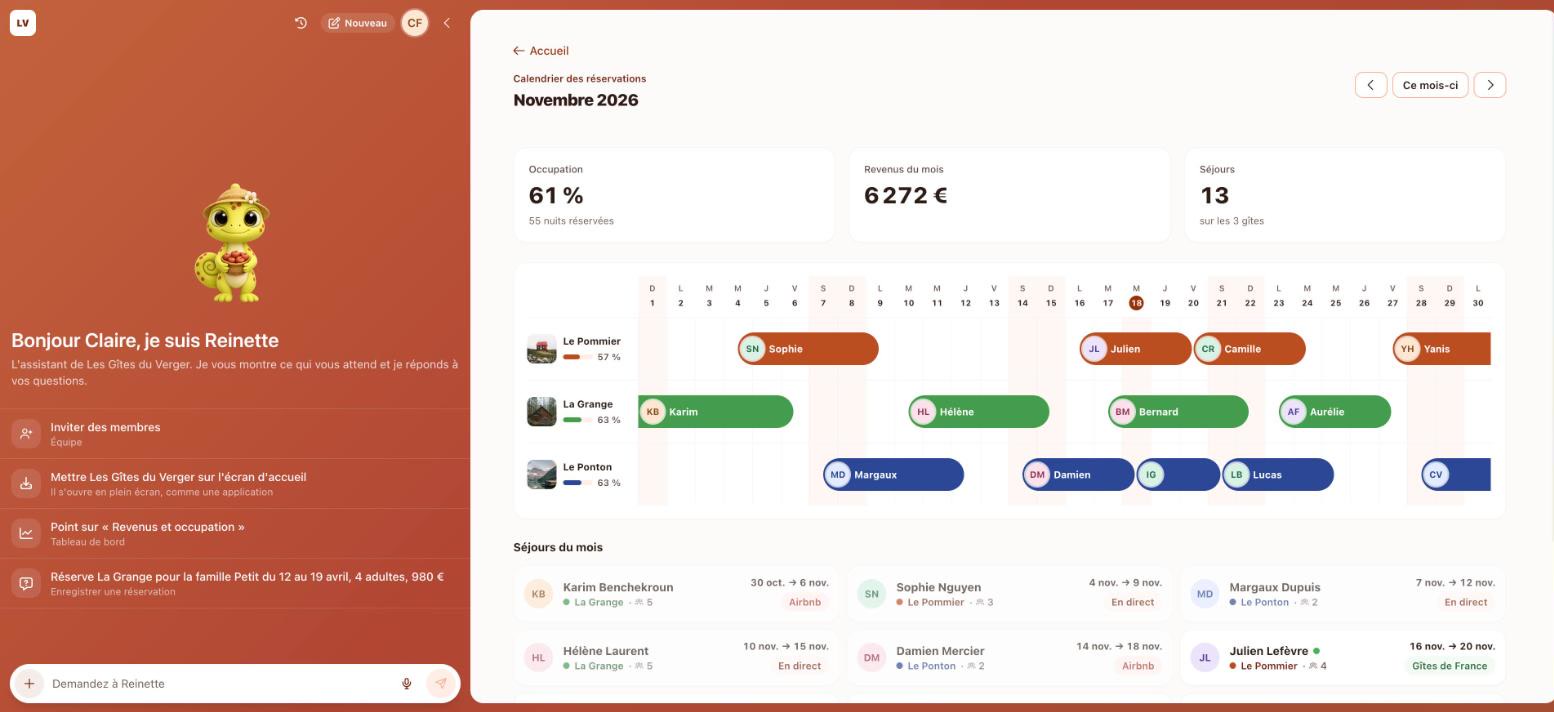 LV
Nouveau
CF
Bonjour Claire, je suis Reinette
L'assistant de Les Gîtes du Verger. Je vous montre ce qui vous attend et je réponds à
vos questions.
Inviter des membres
Équipe
Mettre Les Gîtes du Verger sur l'écran d'accueil
Il s'ouvre en plein écran, comme une application
Point sur « Revenus et occupation »
Tableau de bord
Réserve La Grange pour la famille Petit du 12 au 19 avril, 4 adultes, 980 €
Enregistrer une réservation
Demandez à Reinette
← Accueil
Calendrier des réservations
Novembre 2026
Ce mois-ci
Occupation
61 %
55 nuits réservées
Revenus du mois
6 272 €
Séjours
13
sur les 3 gîtes
D L M M J V S D L M M J V S D L M M J V S D L M M J V S D L
1 2 3 4 5 6 7 8 9 10 11 12 13 14 15 16 17 18 19 20 21 22 23 24 25 26 27 28 29 30
Le Pommier
57 %
SN Sophie
JL Julien
CR Camille
YH Yanis
La Grange
63 %
KB Karim
HL Hélène
BM Bernard
AF Aurélie
Le Ponton
63 %
MD Margaux
DM Damien
IG
LB Lucas
CV
Séjours du mois
KB
Karim Benchekroun
30 oct. → 6 nov.
La Grange · 5
Airbnb
SN
Sophie Nguyen
4 nov. → 9 nov.
Le Pommier · 3
En direct
MD
Margaux Dupuis
7 nov. → 12 nov.
Le Ponton · 2
En direct
HL
Hélène Laurent
10 nov. → 15 nov.
La Grange · 5
En direct
DM
Damien Mercier
14 nov. → 18 nov.
Le Ponton · 2
Airbnb
JL
Julien Lefèvre
16 nov. → 20 nov.
Le Pommier · 4
Gîtes de France